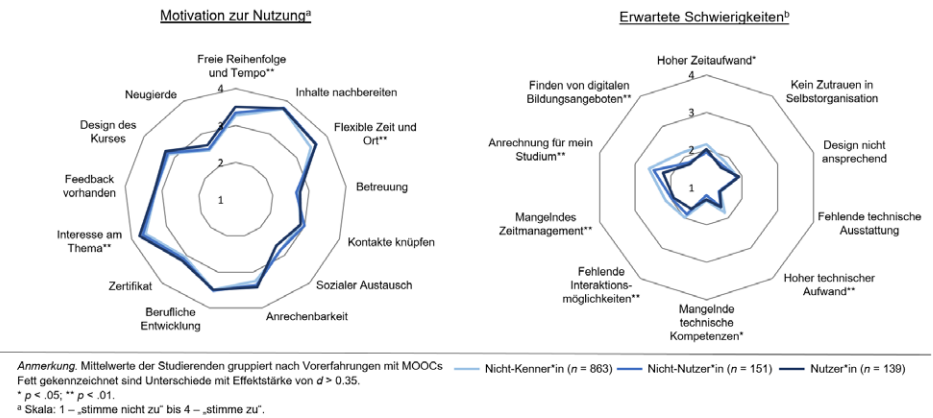 Motivation zur Nutzungᵃ
Freie Reihenfolge
und Tempo**
Inhalte nachbereiten
Flexible Zeit und
Ort**
Betreuung
Kontakte knüpfen
Sozialer Austausch
Anrechenbarkeit
Berufliche
Entwicklung
Zertifikat
Interesse am
Thema**
Feedback
vorhanden
Design des
Kurses
Neugierde
4
3
2
1
Erwartete Schwierigkeitenᵇ
Hoher Zeitaufwand*
Kein Zutrauen in
Selbstorganisation
Design nicht
ansprechend
Fehlende technische
Ausstattung
Hoher technischer
Aufwand**
Mangelnde
technische
Kompetenzen*
Fehlende
Interaktions-
möglichkeiten**
Mangelndes
Zeitmanagement**
Anrechnung für mein
Studium**
Finden von digitalen
Bildungsangeboten**
4
3
2
1
Anmerkung. Mittelwerte der Studierenden gruppiert nach Vorerfahrungen mit MOOCs
Fett gekennzeichnet sind Unterschiede mit Effektstärke von d > 0.35.
* p < .05; ** p < .01.
ᵃ Skala: 1 – „stimme nicht zu“ bis 4 – „stimme zu“.
Nicht-Kenner*in (n = 863)
Nicht-Nutzer*in (n = 151)
Nutzer*in (n = 139)